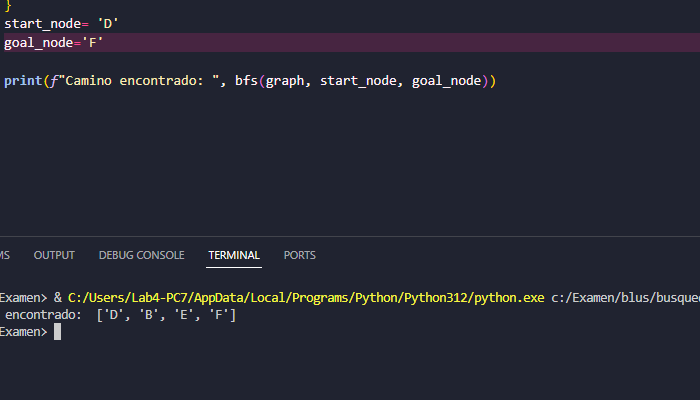 }
start_node= 'D'
goal_node='F'
print(f"Camino encontrado: ", bfs(graph, start_node, goal_node))
MS OUTPUT DEBUG CONSOLE TERMINAL PORTS
Examen> & C:/Users/Lab4-PC7/AppData/Local/Programs/Python/Python312/python.exe c:/Examen/blus/busque
encontrado:  ['D', 'B', 'E', 'F']
Examen>